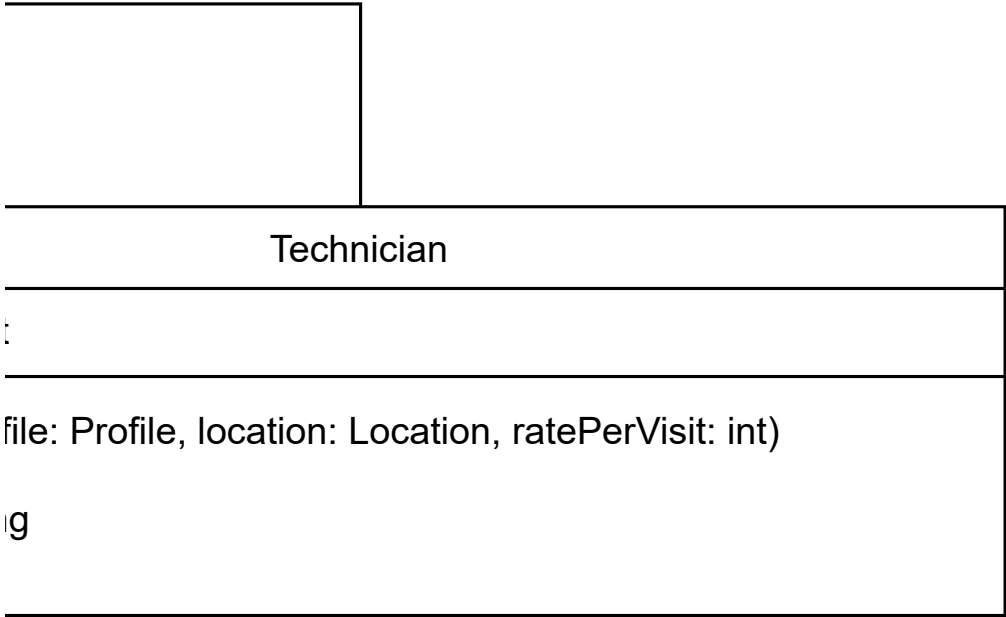 Technician
t
file: Profile, location: Location, ratePerVisit: int)
g